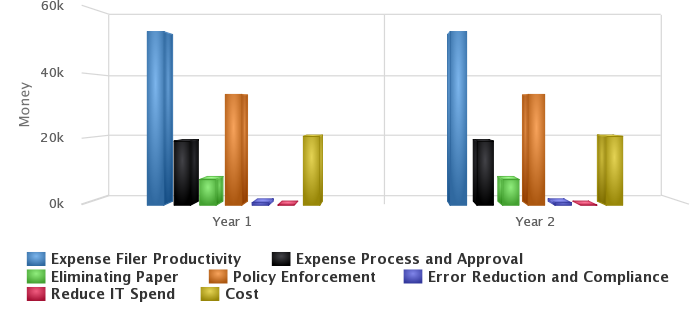 60k
40k
20k
0k
Money
Year 1 Year 2
Expense Filer Productivity Expense Process and Approval
Eliminating Paper Policy Enforcement Error Reduction and Compliance
Reduce IT Spend Cost